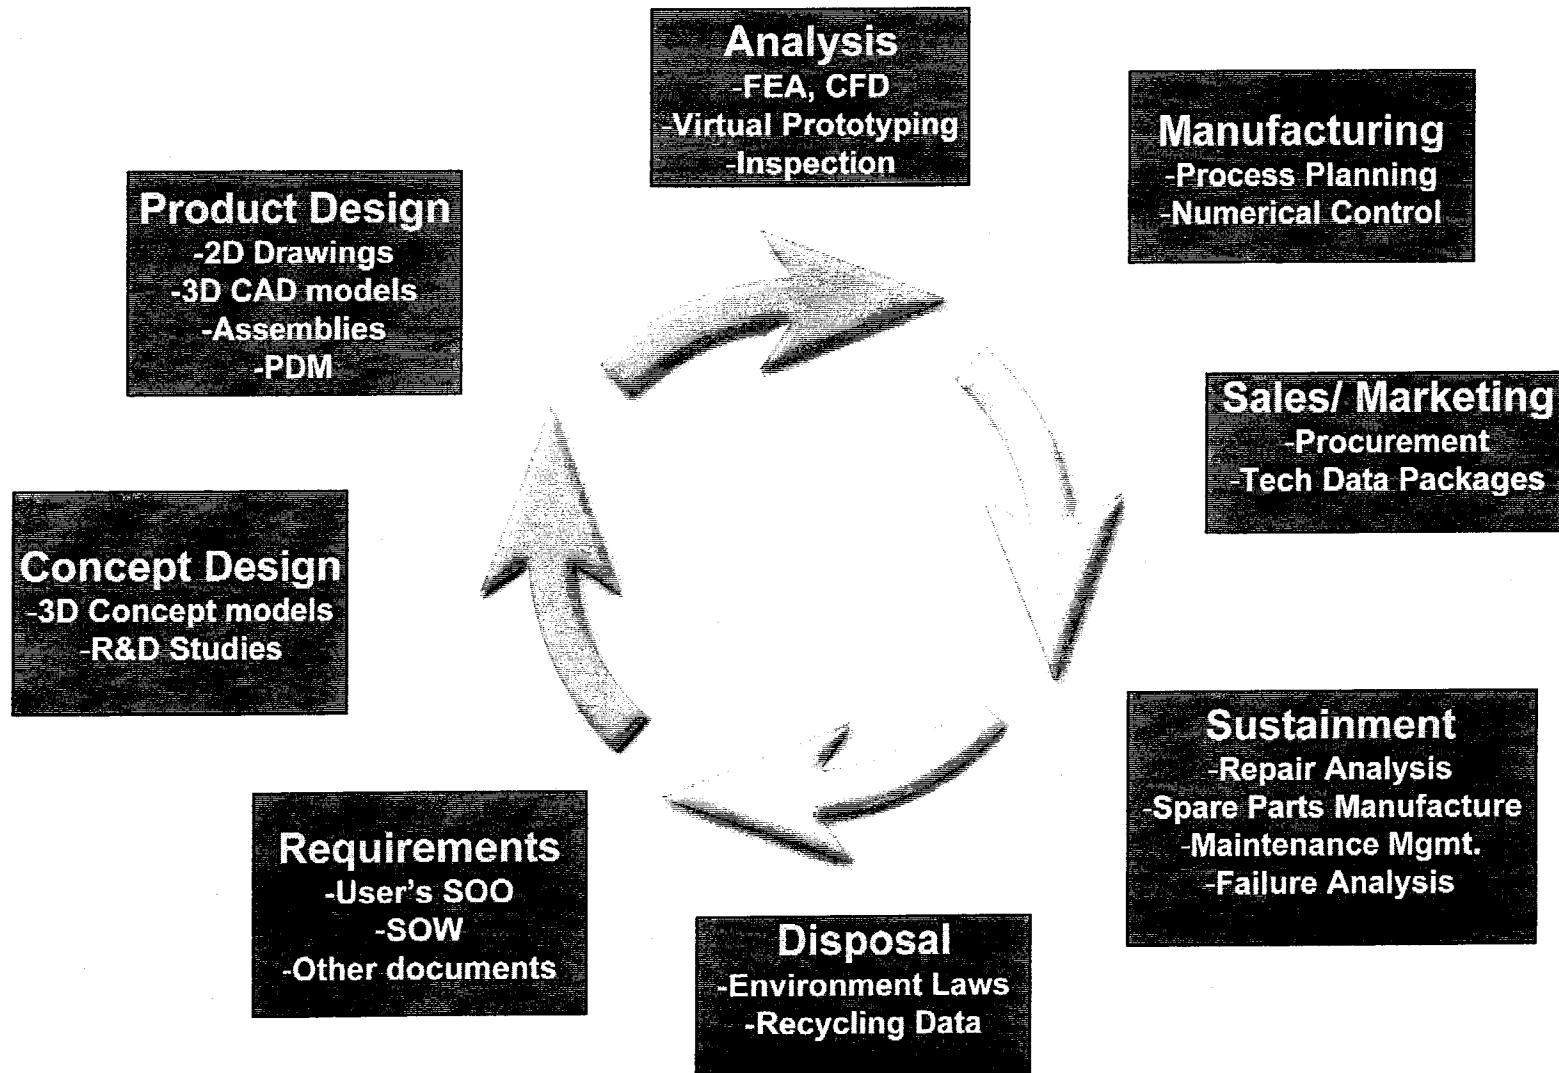 Analysis
-FEA, CFD
-Virtual Prototyping
-Inspection
Manufacturing
-Process Planning
-Numerical Control
Product Design
-2D Drawings
-3D CAD models
-Assemblies
-PDM
Sales/ Marketing
-Procurement
-Tech Data Packages
Concept Design
-3D Concept models
-R&D Studies
Sustainment
-Repair Analysis
-Spare Parts Manufacture
-Maintenance Mgmt.
-Failure Analysis
Requirements
-User's SOO
-SOW
-Other documents
Disposal
-Environment Laws
-Recycling Data